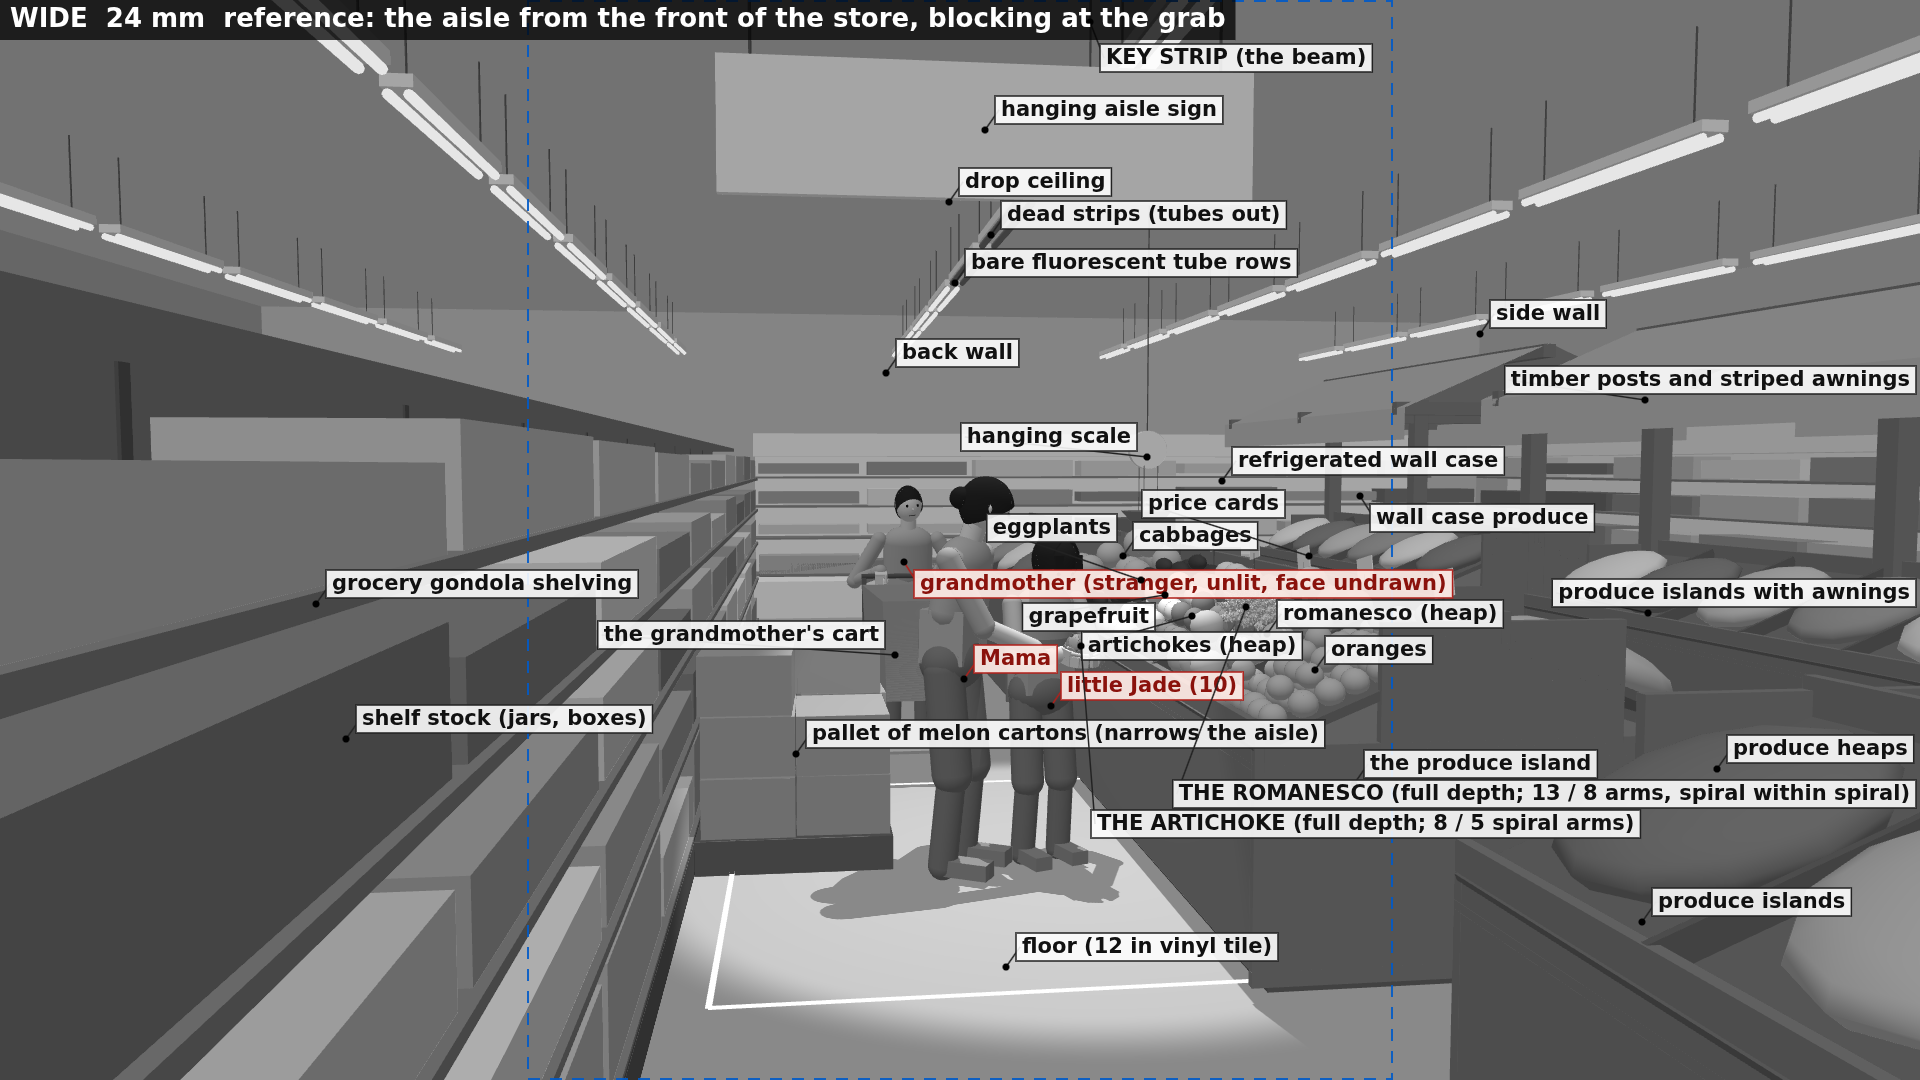 WIDE  24 mm  reference: the aisle from the front of the store, blocking at the grab
KEY STRIP (the beam)
hanging aisle sign
drop ceiling
dead strips (tubes out)
bare fluorescent tube rows
side wall
back wall
timber posts and striped awnings
hanging scale
refrigerated wall case
price cards
wall case produce
eggplants
cabbages
grocery gondola shelving
grandmother (stranger, unlit, face undrawn)
produce islands with awnings
grapefruit
romanesco (heap)
the grandmother's cart
artichokes (heap)
oranges
Mama
little Jade (10)
shelf stock (jars, boxes)
pallet of melon cartons (narrows the aisle)
produce heaps
the produce island
THE ROMANESCO (full depth; 13 / 8 arms, spiral within spiral)
THE ARTICHOKE (full depth; 8 / 5 spiral arms)
produce islands
floor (12 in vinyl tile)